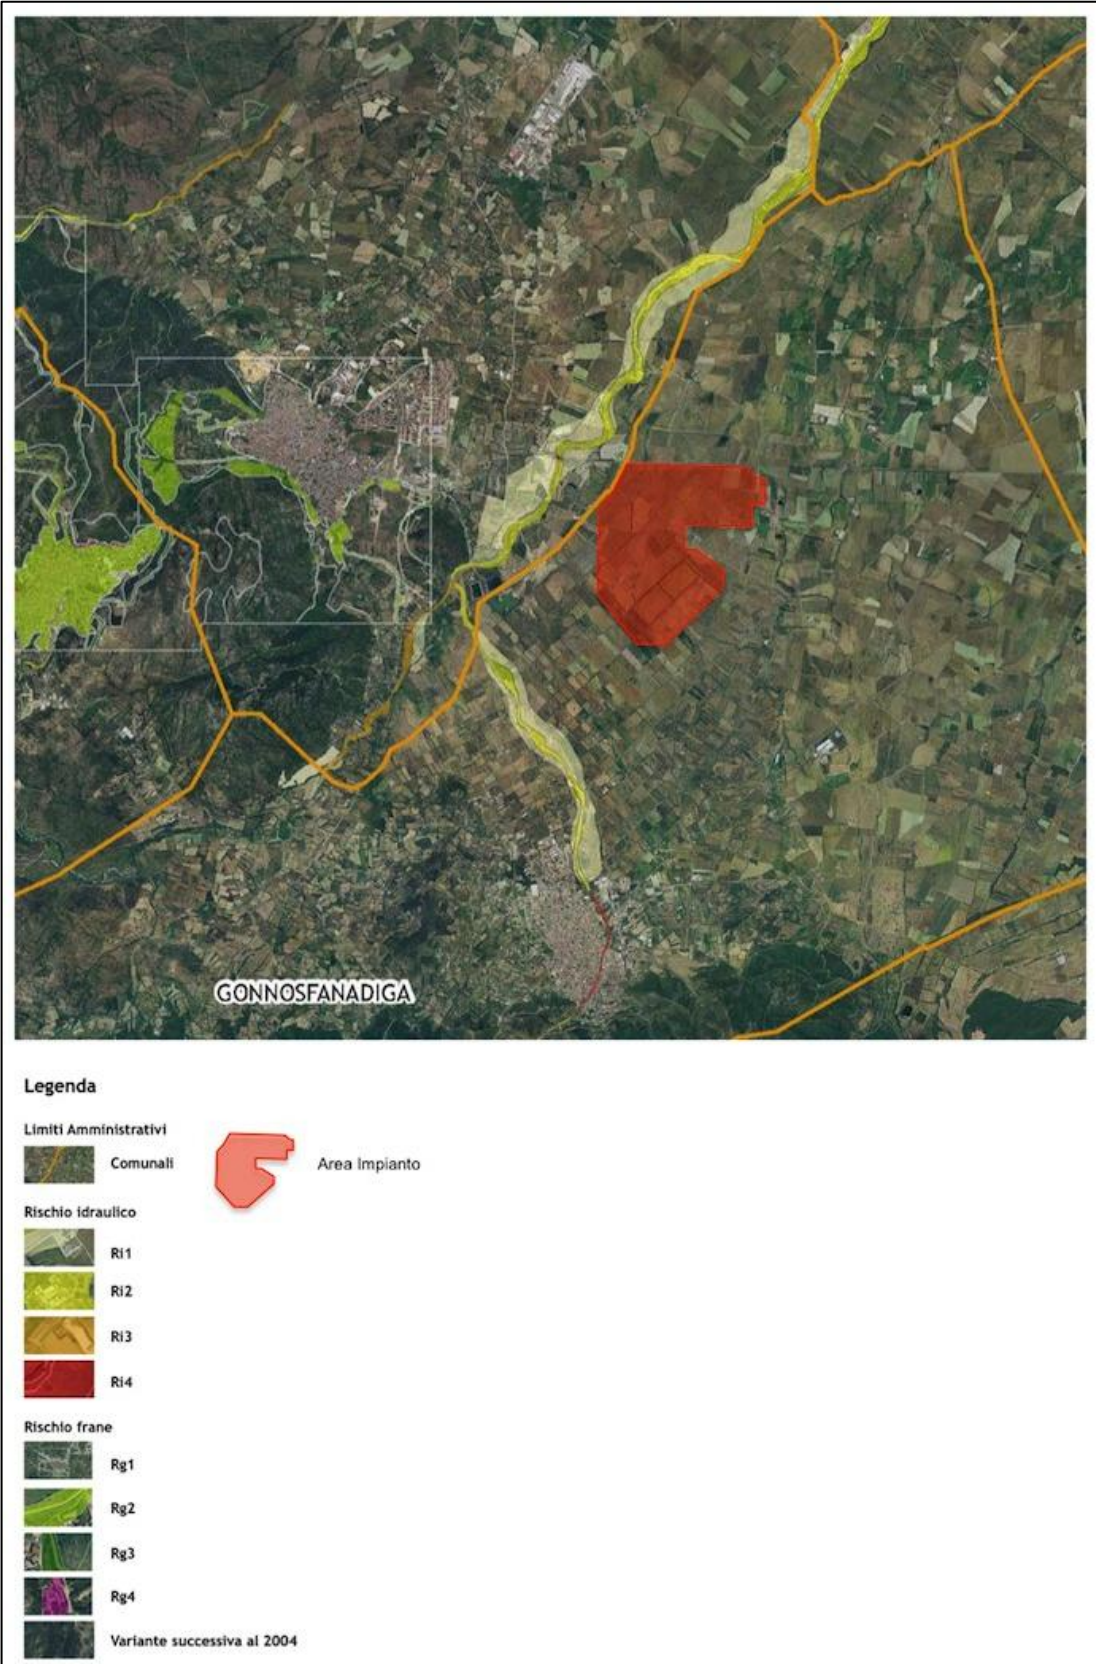 GONNOSFANADIGA
Legenda
Limiti Amministrativi
Comunali
Area Impianto
Rischio idraulico
Ri1
Ri2
Ri3
Ri4
Rischio frane
Rg1
Rg2
Rg3
Rg4
Variante successiva al 2004